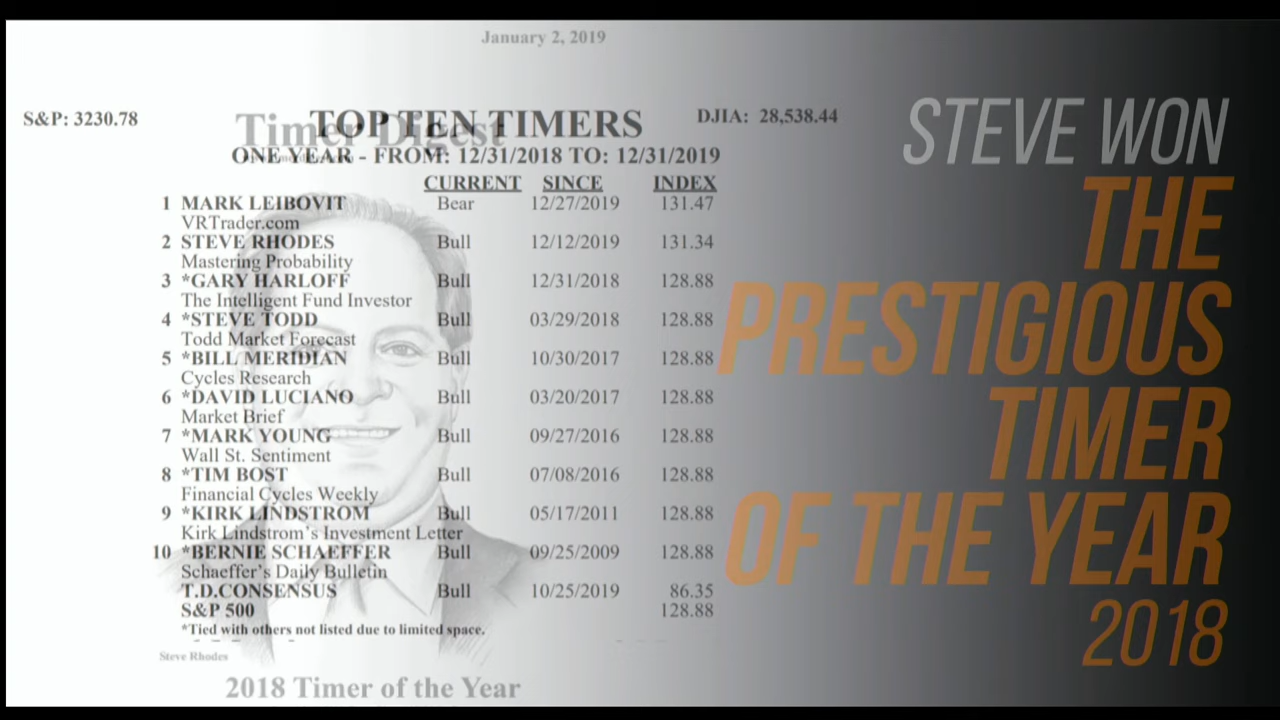 January 2, 2019
S&P: 3230.78
Timer Digest
TOP TEN TIMERS
DJIA: 28,538.44
ONE YEAR - FROM: 12/31/2018 TO: 12/31/2019
CURRENT SINCE INDEX
1 MARK LEIBOVIT Bear 12/27/2019 131.47
VRTrader.com
2 STEVE RHODES Bull 12/12/2019 131.34
Mastering Probability
3 *GARY HARLOFF Bull 12/31/2018 128.88
The Intelligent Fund Investor
4 *STEVE TODD Bull 03/29/2018 128.88
Todd Market Forecast
5 *BILL MERIDIAN Bull 10/30/2017 128.88
Cycles Research
6 *DAVID LUCIANO Bull 03/20/2017 128.88
Market Brief
7 *MARK YOUNG Bull 09/27/2016 128.88
Wall St. Sentiment
8 *TIM BOST Bull 07/08/2016 128.88
Financial Cycles Weekly
9 *KIRK LINDSTROM Bull 05/17/2011 128.88
Kirk Lindstrom's Investment Letter
10 *BERNIE SCHAEFFER Bull 09/25/2009 128.88
Schaeffer's Daily Bulletin
T.D.CONSENSUS Bull 10/25/2019 86.35
S&P 500 128.88
*Tied with others not listed due to limited space.
Steve Rhodes
2018 Timer of the Year
STEVE WON
THE
PRESTIGIOUS
TIMER
OF THE YEAR
2018